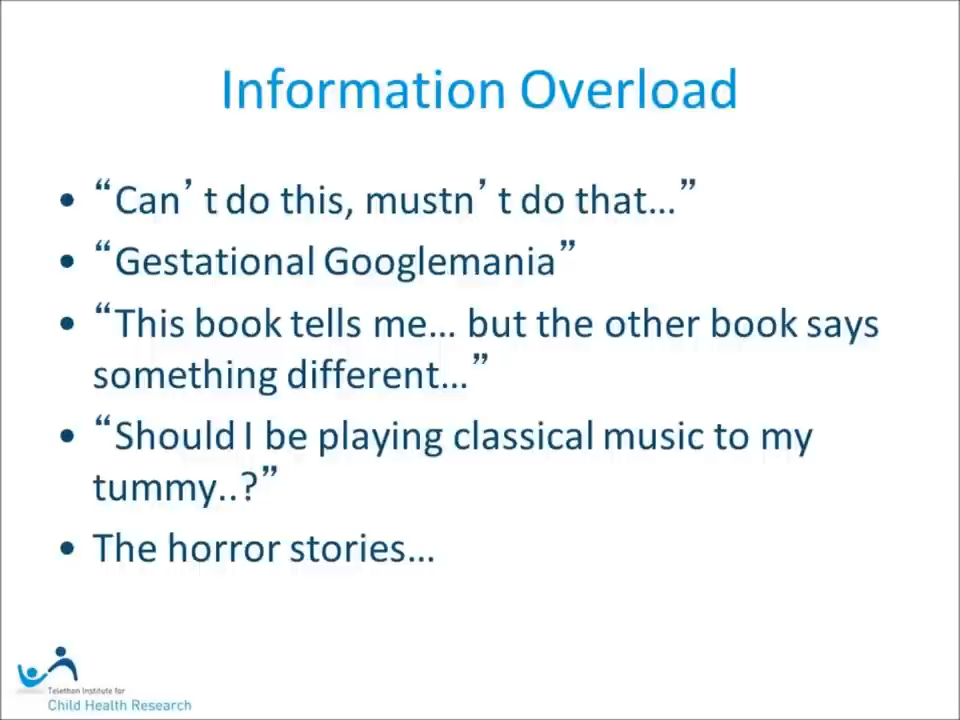 Information Overload
• “Can’t do this, mustn’t do that…”
• “Gestational Googlemania”
• “This book tells me… but the other book says
something different…”
• “Should I be playing classical music to my
tummy..?”
• The horror stories…
Telethon Institute for
Child Health Research